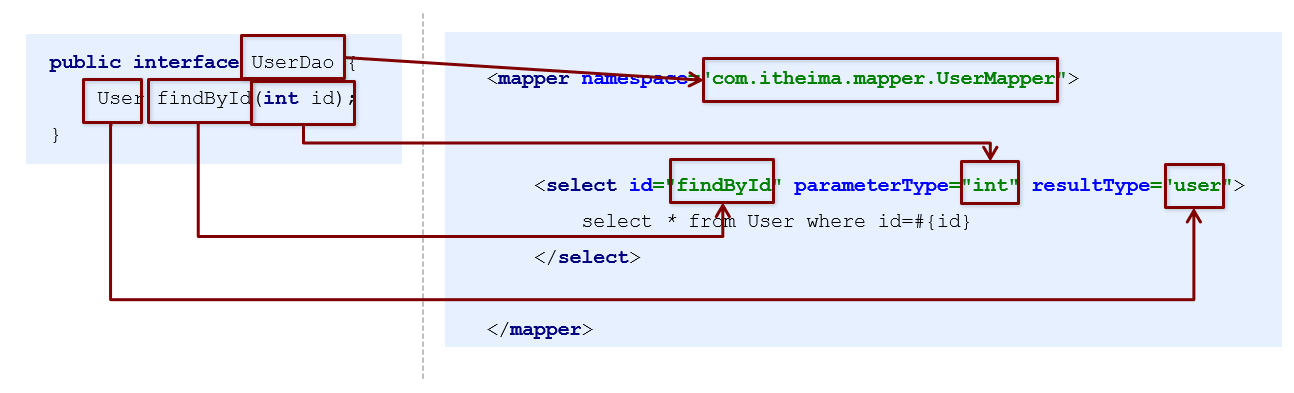 public interface UserDao {
User findById(int id);
}
<mapper namespace="com.itheima.mapper.UserMapper">
<select id="findById" parameterType="int" resultType="user">
select * from User where id=#{id}
</select>
</mapper>